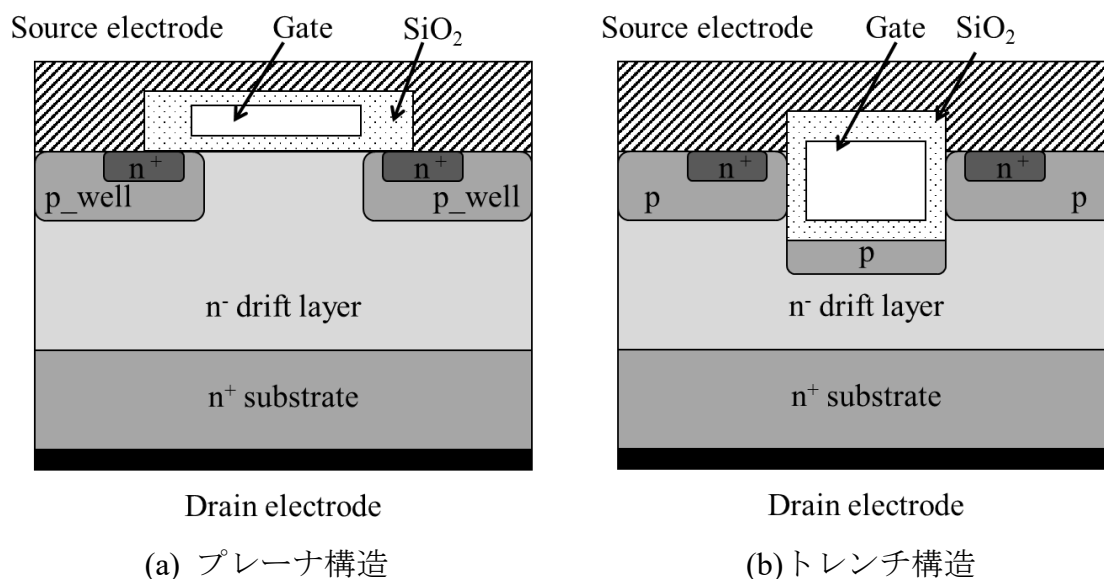 Source electrode Gate SiO₂
n⁺ n⁺
p_well p_well
n⁻ drift layer
n⁺ substrate
Drain electrode
(a) プレーナ構造
Source electrode Gate SiO₂
n⁺ n⁺
p p
p
n⁻ drift layer
n⁺ substrate
Drain electrode
(b)トレンチ構造